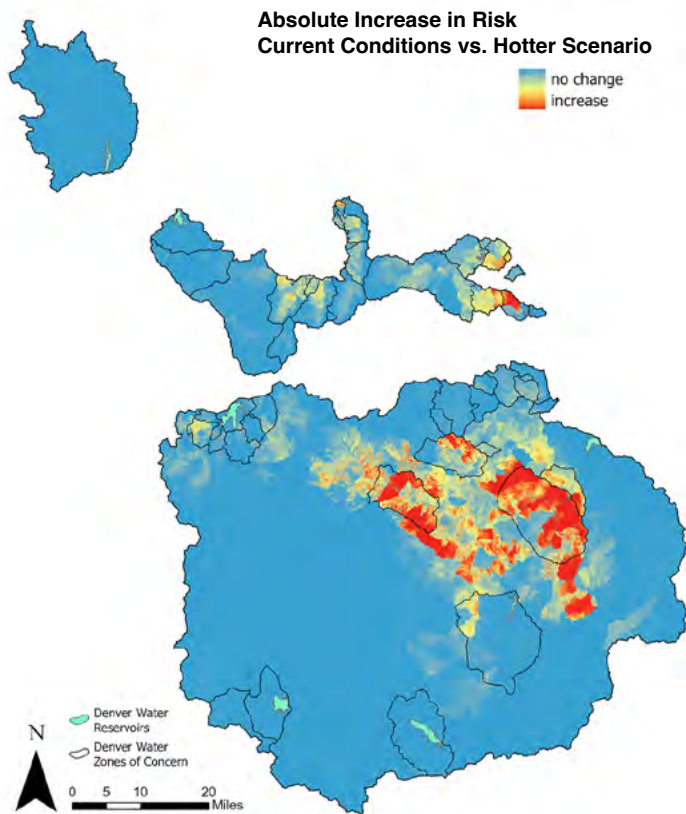 Absolute Increase in Risk
Current Conditions vs. Hotter Scenario
no change
increase
N
Denver Water
Reservoirs
Denver Water
Zones of Concern
0 5 10 20
Miles